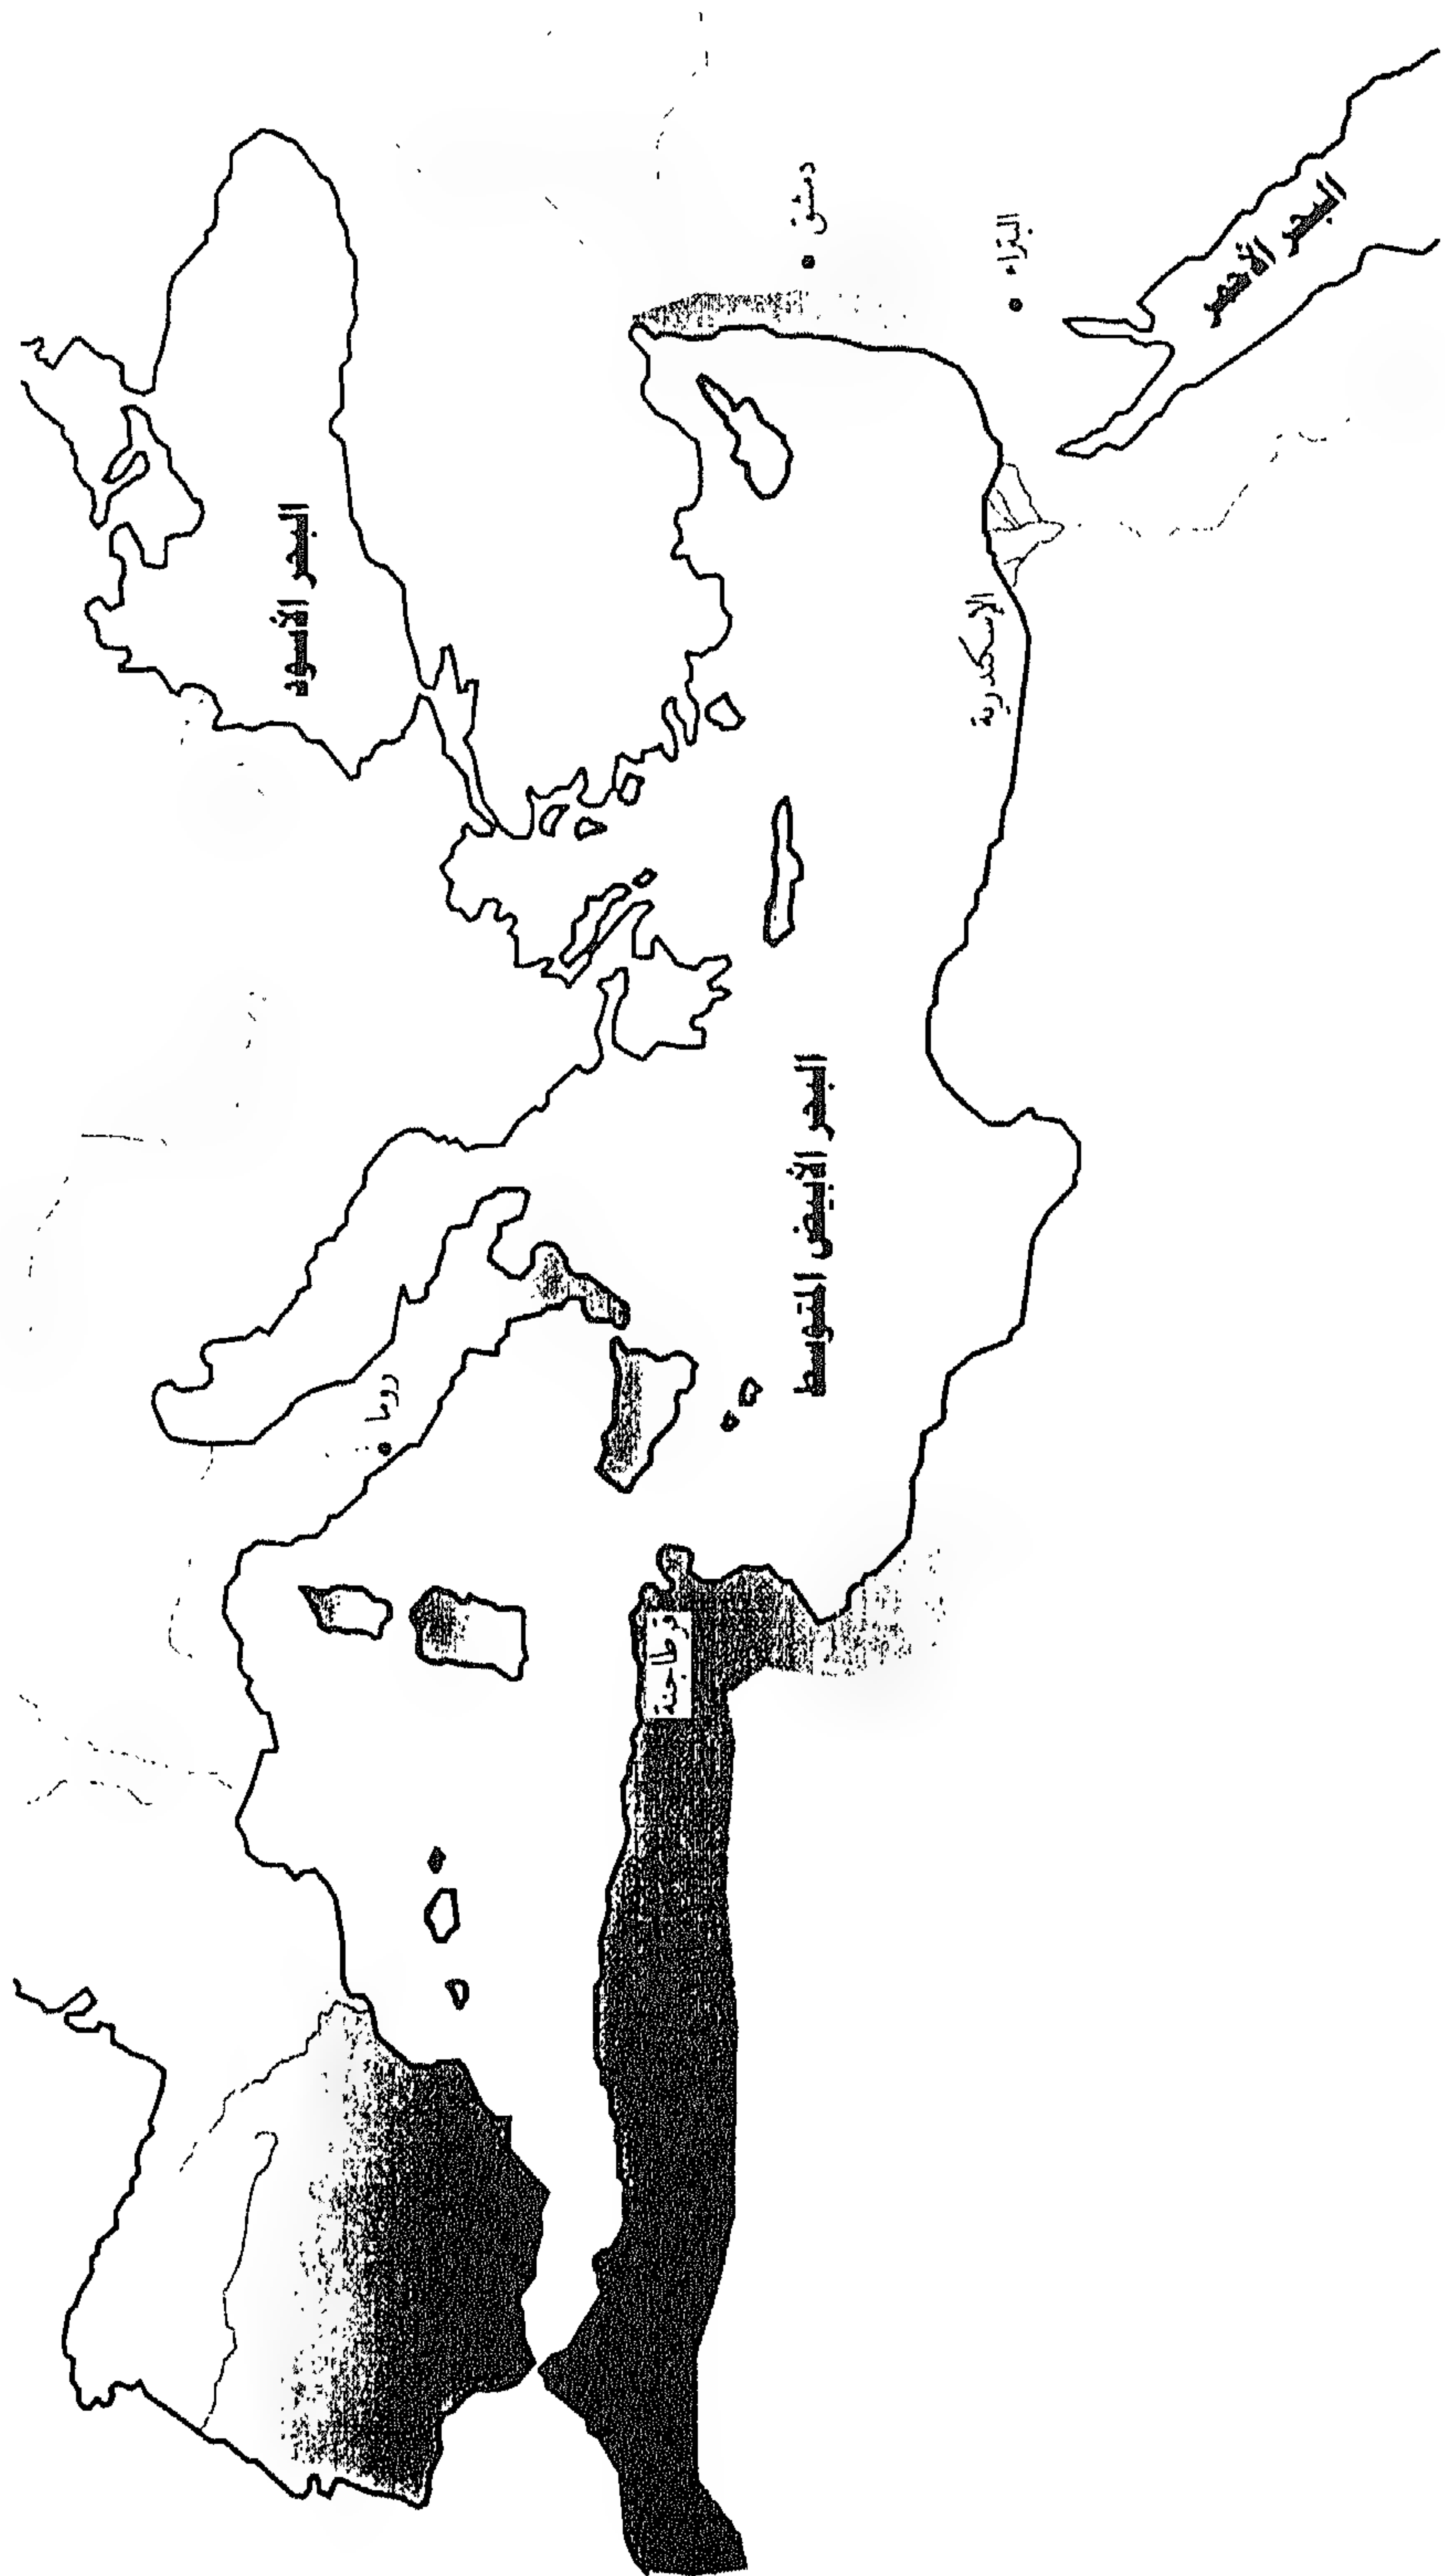 البحر الأسود
البحر الأبيض المتوسط
البحر الأحمر
روما
قرطاجنة
الإسكندرية
دمشق
البتراء